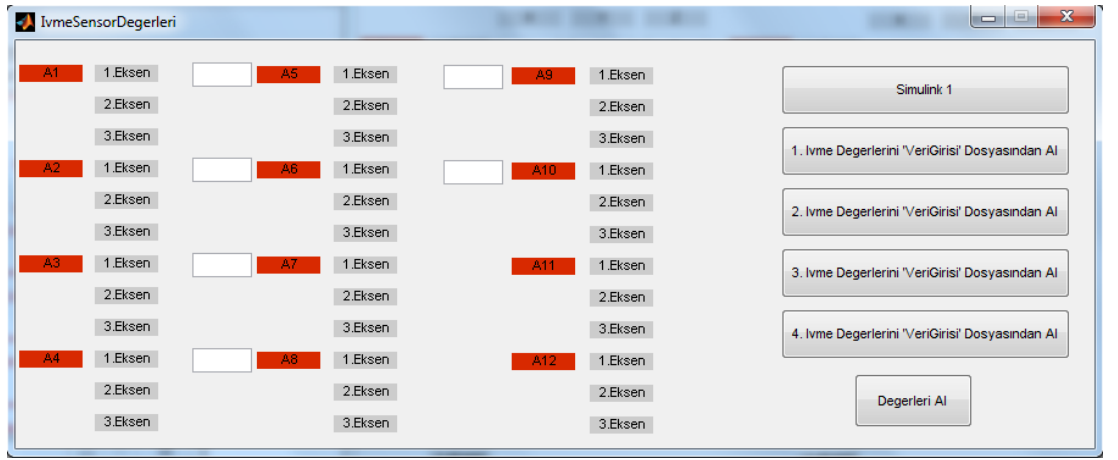 IvmeSensorDegerleri
A1 1.Eksen A5 1.Eksen A9 1.Eksen
2.Eksen 2.Eksen 2.Eksen
3.Eksen 3.Eksen 3.Eksen
A2 1.Eksen A6 1.Eksen A10 1.Eksen
2.Eksen 2.Eksen 2.Eksen
3.Eksen 3.Eksen 3.Eksen
A3 1.Eksen A7 1.Eksen A11 1.Eksen
2.Eksen 2.Eksen 2.Eksen
3.Eksen 3.Eksen 3.Eksen
A4 1.Eksen A8 1.Eksen A12 1.Eksen
2.Eksen 2.Eksen 2.Eksen
3.Eksen 3.Eksen 3.Eksen
Simulink 1
1. Ivme Degerlerini 'VeriGirisi' Dosyasından Al
2. Ivme Degerlerini 'VeriGirisi' Dosyasından Al
3. Ivme Degerlerini 'VeriGirisi' Dosyasından Al
4. Ivme Degerlerini 'VeriGirisi' Dosyasından Al
Degerleri Al